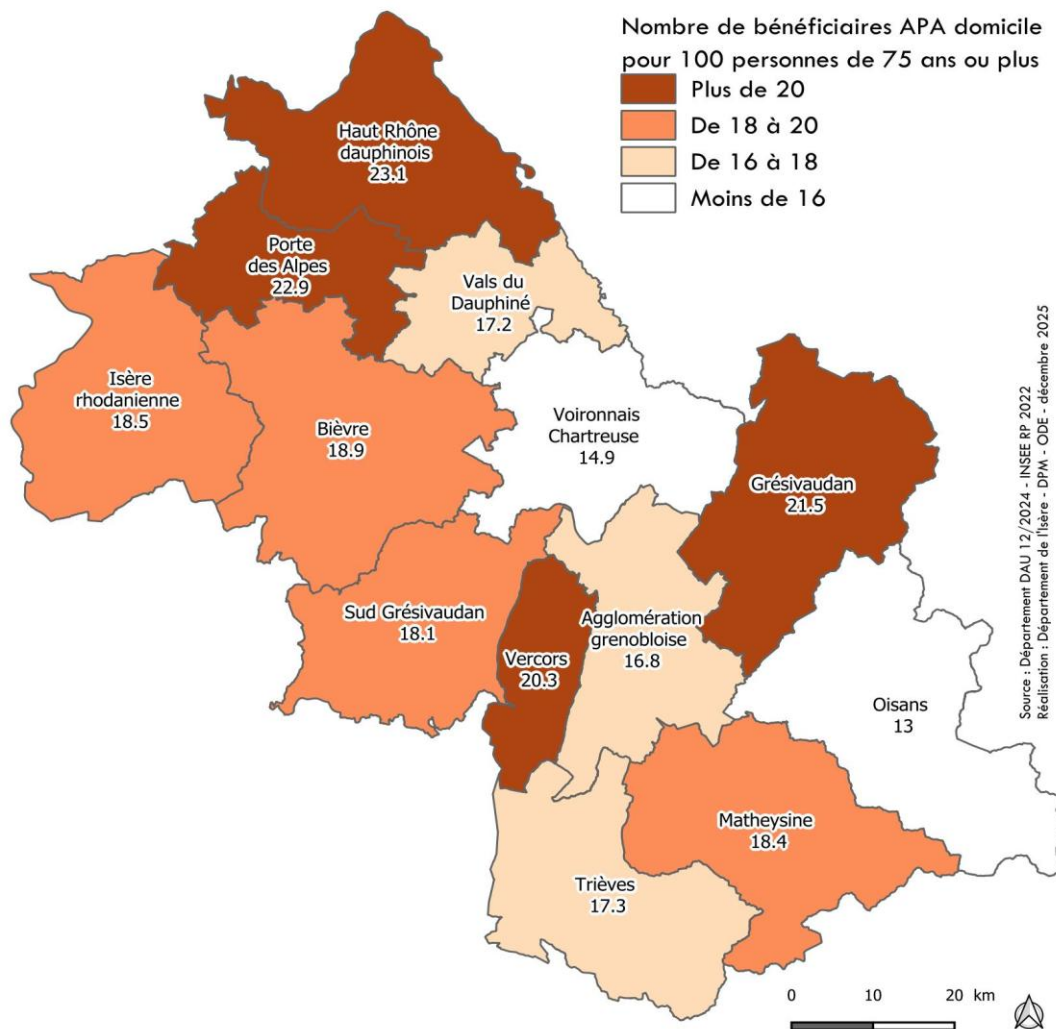 Nombre de bénéficiaires APA domicile
pour 100 personnes de 75 ans ou plus
Plus de 20
De 18 à 20
De 16 à 18
Moins de 16
Haut Rhône
dauphinois
23.1
Porte
des Alpes
22.9
Vals du
Dauphiné
17.2
Isère
rhodanienne
18.5
Bièvre
18.9
Voironnais
Chartreuse
14.9
Grésivaudan
21.5
Sud Grésivaudan
18.1
Vercors
20.3
Agglomération
grenobloise
16.8
Oisans
13
Matheysine
18.4
Trièves
17.3
Source : Département DAU 12/2024 - INSEE RP 2022
Réalisation : Département de l'Isère - DPM - ODE - décembre 2025
0 10 20 km